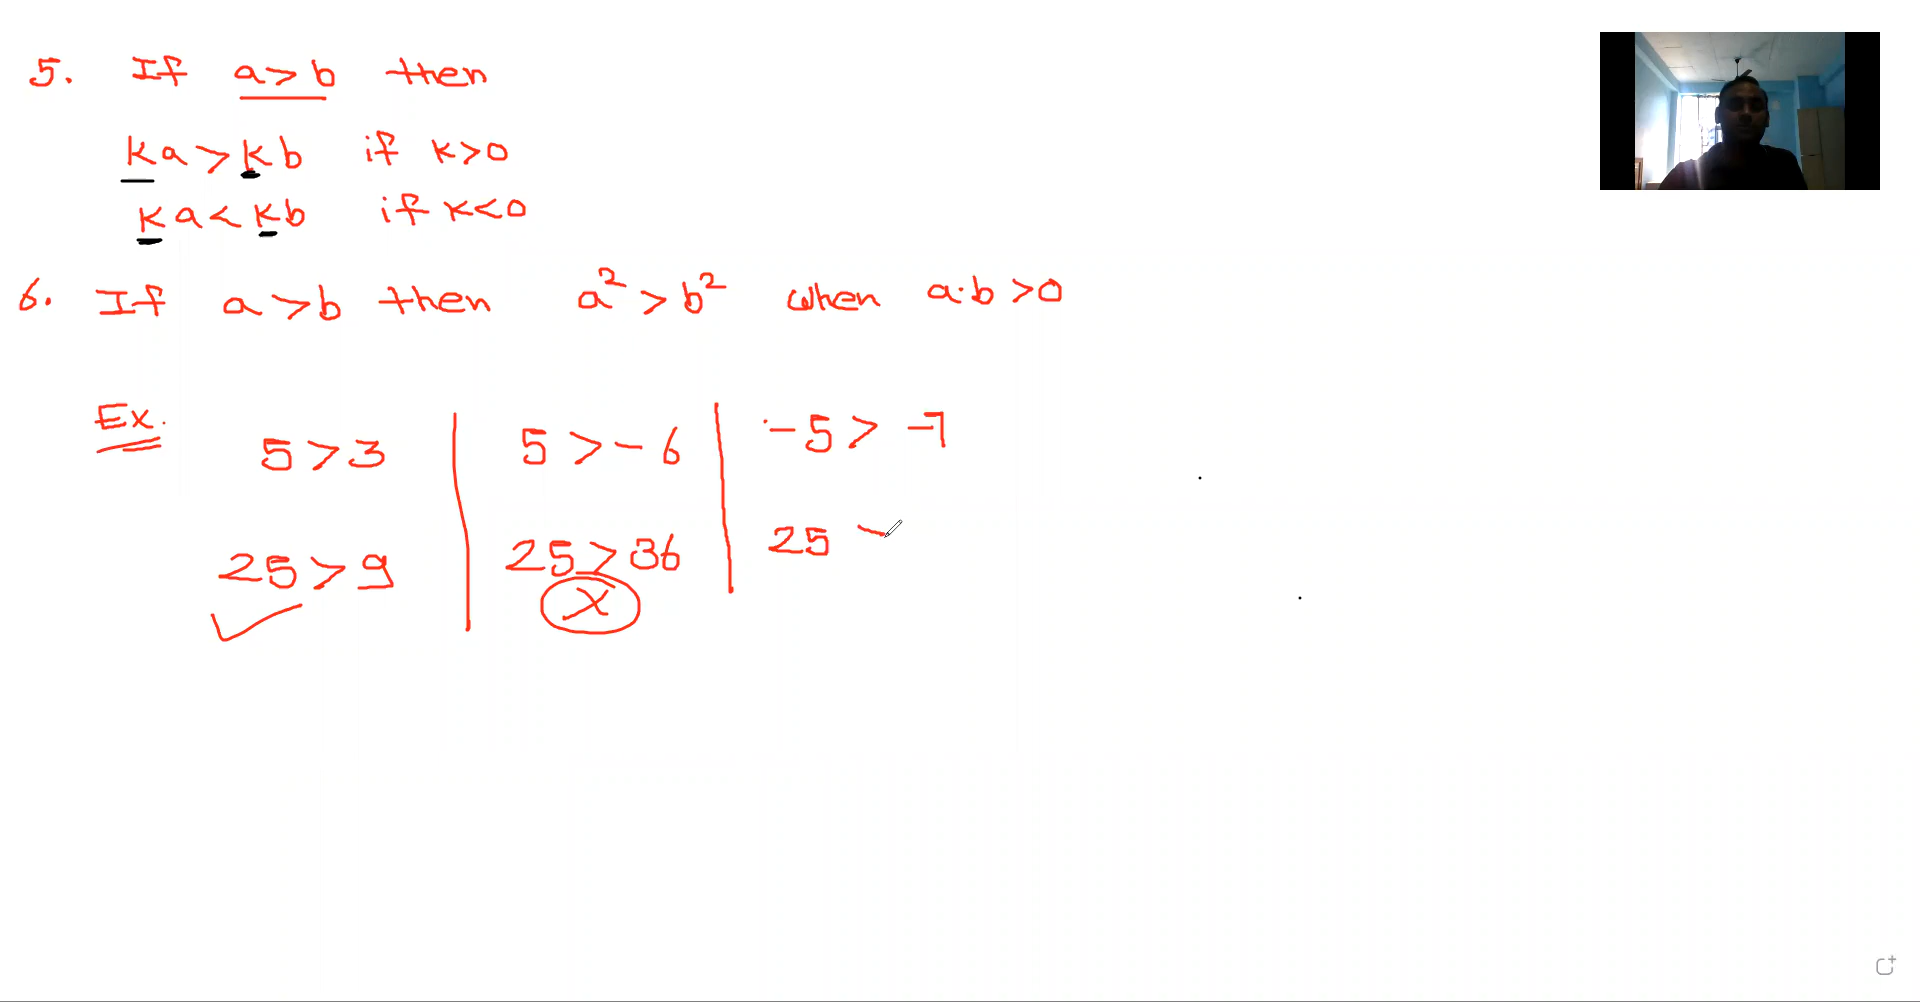 5. If a>b then
ka>kb if k>0
ka<kb if k<0
6. If a>b then a²>b² when a·b>0
Ex. 5>3 5>-6 -5> -7
25>9 25>36 25
x